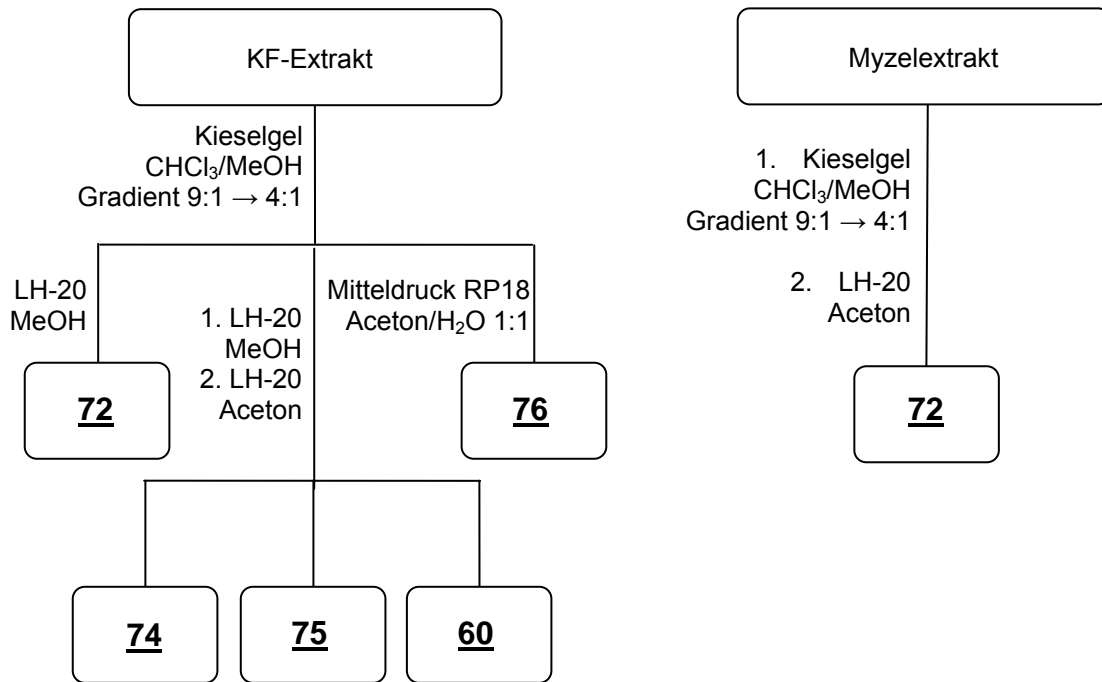 KF-Extrakt
Kieselgel
CHCl₃/MeOH
Gradient 9:1 → 4:1
LH-20
MeOH
1. LH-20
MeOH
2. LH-20
Aceton
Mitteldruck RP18
Aceton/H₂O 1:1
72
76
74
75
60
Myzelextrakt
1. Kieselgel
CHCl₃/MeOH
Gradient 9:1 → 4:1
2. LH-20
Aceton
72